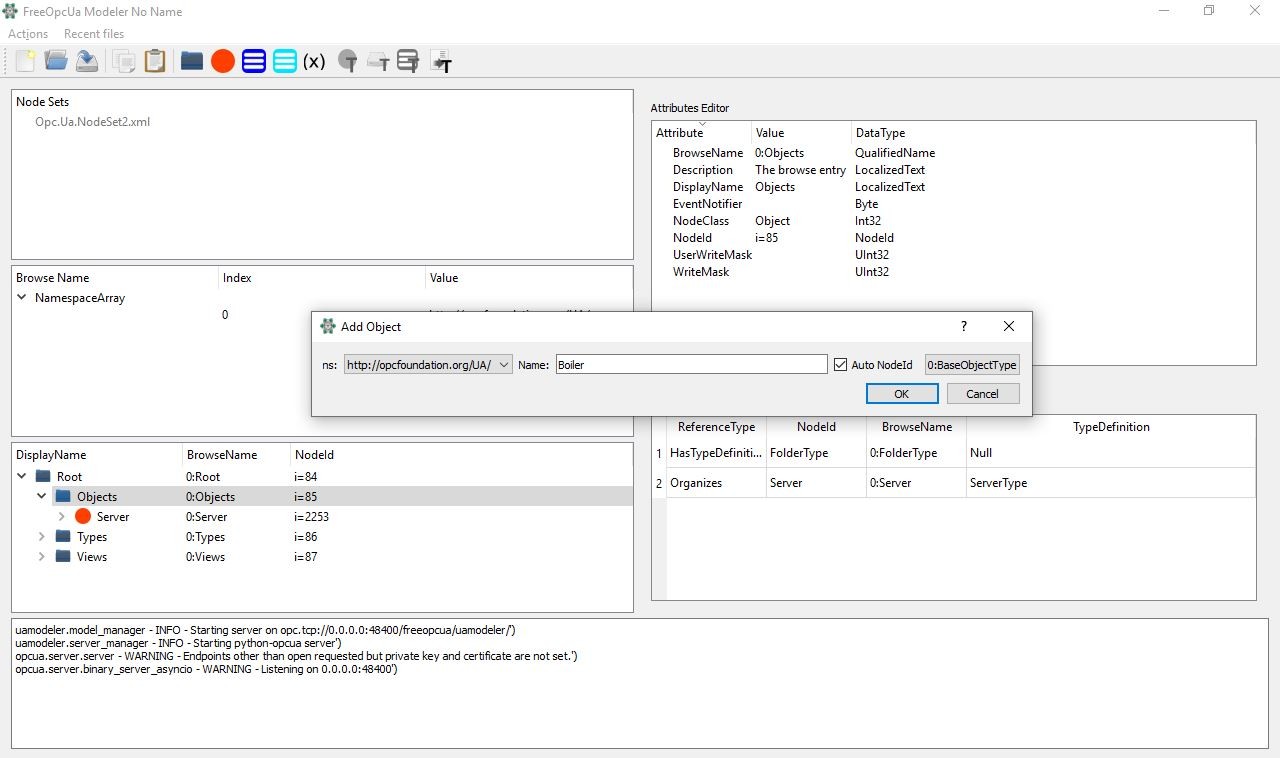 FreeOpcUa Modeler No Name
Actions Recent files
(x)
T T T T
Node Sets
Opc.Ua.NodeSet2.xml
Attributes Editor
Attribute Value DataType
BrowseName 0:Objects QualifiedName
Description The browse entry LocalizedText
DisplayName Objects LocalizedText
EventNotifier Byte
NodeClass Object Int32
NodeId i=85 NodeId
UserWriteMask UInt32
WriteMask UInt32
Browse Name Index Value
NamespaceArray
0
Add Object
?
ns: http://opcfoundation.org/UA/ Name: Boiler Auto NodeId 0:BaseObjectType
OK Cancel
ReferenceType NodeId BrowseName TypeDefinition
1 HasTypeDefiniti... FolderType 0:FolderType Null
2 Organizes Server 0:Server ServerType
DisplayName BrowseName NodeId
Root 0:Root i=84
Objects 0:Objects i=85
Server 0:Server i=2253
Types 0:Types i=86
Views 0:Views i=87
uamodeler.model_manager - INFO - Starting server on opc.tcp://0.0.0.0:48400/freeopcua/uamodeler/')
uamodeler.server_manager - INFO - Starting python-opcua server')
opcua.server.server - WARNING - Endpoints other than open requested but private key and certificate are not set.')
opcua.server.binary_server_asyncio - WARNING - Listening on 0.0.0.0:48400')